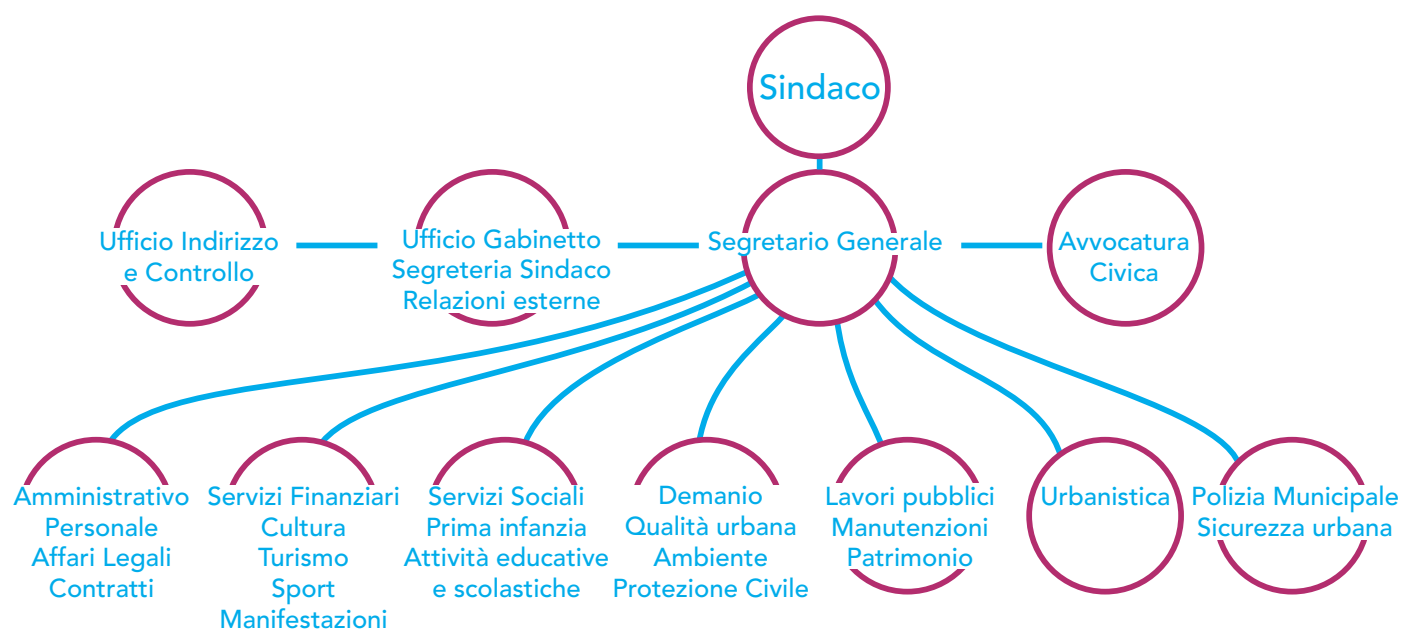 Sindaco
Ufficio Indirizzo
e Controllo
Ufficio Gabinetto
Segreteria Sindaco
Relazioni esterne
Segretario Generale
Avvocatura
Civica
Amministrativo
Personale
Affari Legali
Contratti
Servizi Finanziari
Cultura
Turismo
Sport
Manifestazioni
Servizi Sociali
Prima infanzia
Attività educative
e scolastiche
Demanio
Qualità urbana
Ambiente
Protezione Civile
Lavori pubblici
Manutenzioni
Patrimonio
Urbanistica
Polizia Municipale
Sicurezza urbana